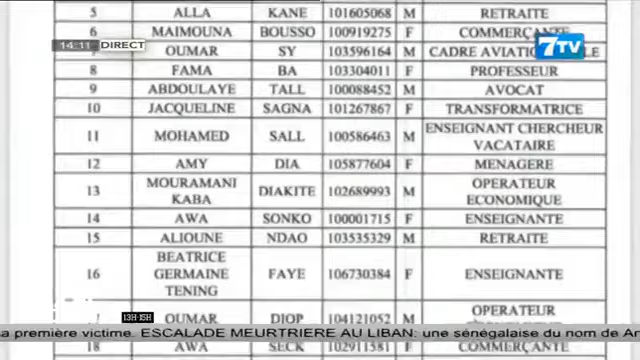 5 ALLA KANE 101605068 M RETRAITE
6 MAIMOUNA BOUSSO 100919275 F COMMERÇANTE
14:11 DIRECT
7TV
OUMAR SY 103596164 M CADRE AVIATION
8 FAMA BA 103304011 F PROFESSEUR
9 ABDOULAYE TALL 100088452 M AVOCAT
10 JACQUELINE SAGNA 101267867 F TRANSFORMATRICE
11 MOHAMED SALL 100586463 M ENSEIGNANT CHERCHEUR
VACATAIRE
12 AMY DIA 105877604 F MENAGERE
13 MOURAMANI
KABA DIAKITE 102689993 M OPERATEUR
ECONOMIQUE
14 AWA SONKO 100001715 F ENSEIGNANTE
15 ALIOUNE NDAO 103535329 M RETRAITE
16 BEATRICE
GERMAINE
TENING FAYE 106730384 F ENSEIGNANTE
13H-15H
OUMAR DIOP 104121052 M OPERATEUR
première victime. ESCALADE MEURTRIERE AU LIBAN: une sénégalaise du nom de
18 AWA SECK 102911581 F COMMERÇANTE